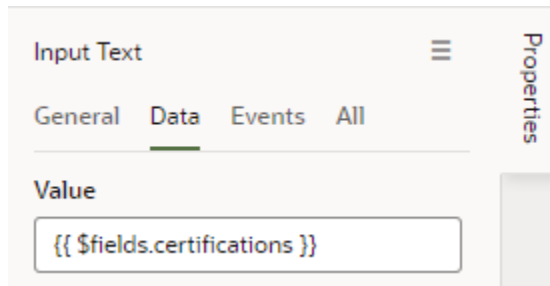 Input Text
General Data Events All
Value
{{ $fields.certifications }}
Properties